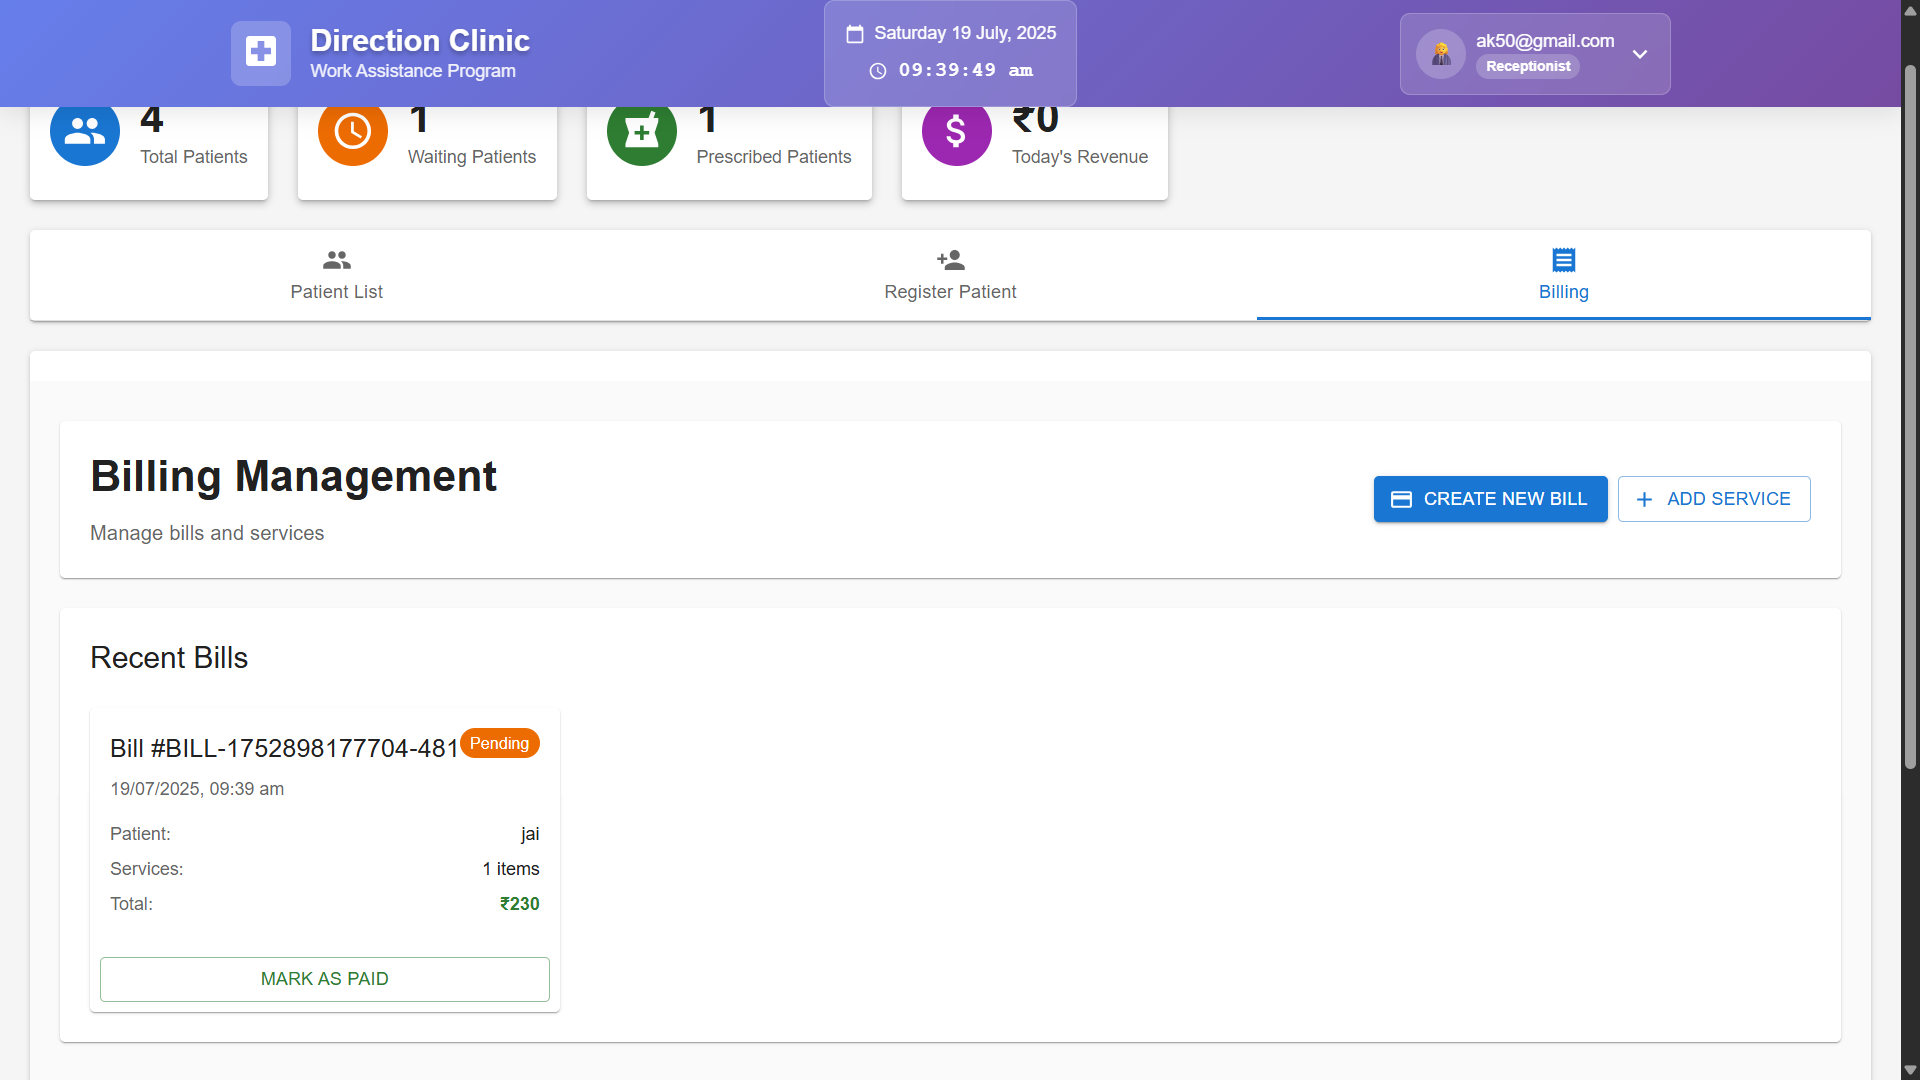 Direction Clinic
Work Assistance Program
Saturday 19 July, 2025
09:39:49 am
ak50@gmail.com
Receptionist
4
Total Patients
1
Waiting Patients
1
Prescribed Patients
₹0
Today's Revenue
Patient List
Register Patient
Billing
Billing Management
Manage bills and services
CREATE NEW BILL
ADD SERVICE
Recent Bills
Bill #BILL-1752898177704-481
Pending
19/07/2025, 09:39 am
Patient: jai
Services: 1 items
Total: ₹230
MARK AS PAID